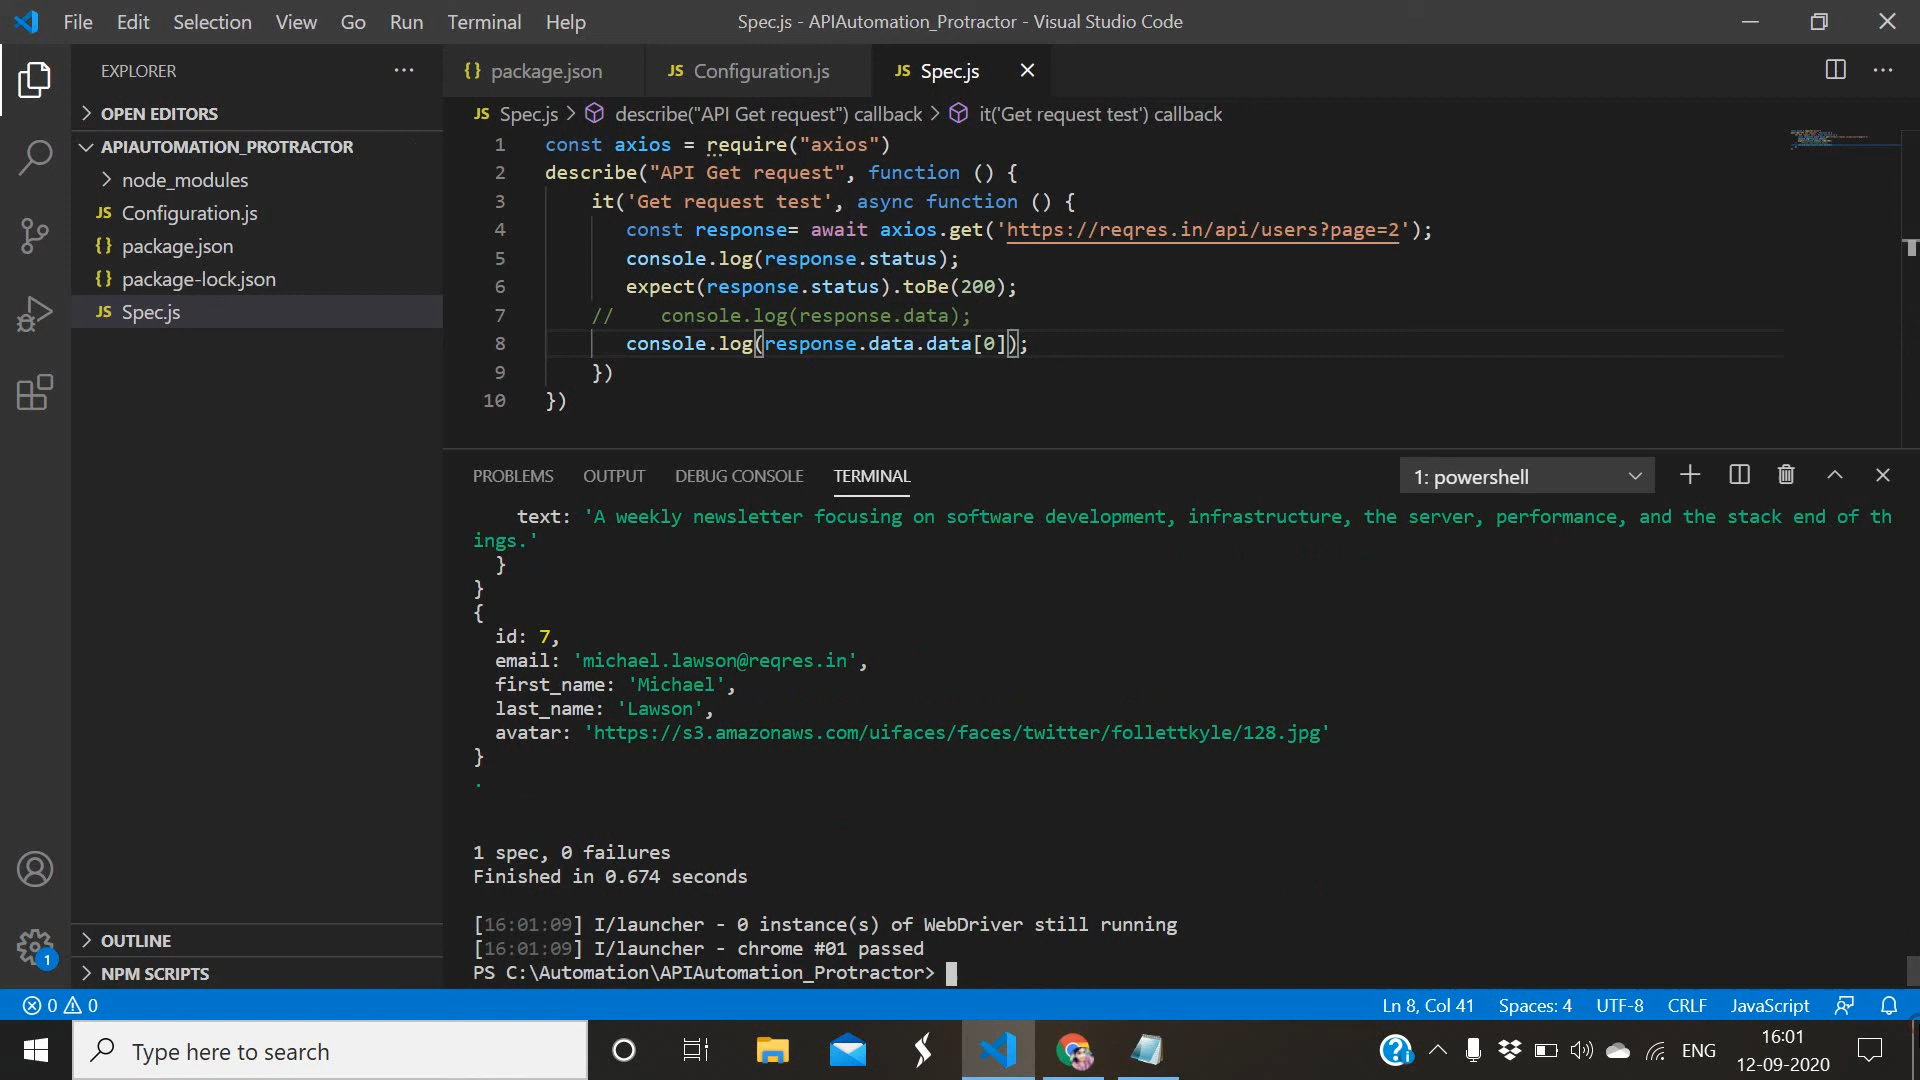 File Edit Selection View Go Run Terminal Help
Spec.js - APIAutomation_Protractor - Visual Studio Code
EXPLORER
OPEN EDITORS
APIAUTOMATION_PROTRACTOR
node_modules
JS Configuration.js
{} package.json
{} package-lock.json
JS Spec.js
OUTLINE
NPM SCRIPTS
1
{} package.json
JS Configuration.js
JS Spec.js
JS Spec.js > describe("API Get request") callback > it('Get request test') callback
1 const axios = require("axios")
2 describe("API Get request", function () {
3 it('Get request test', async function () {
4 const response= await axios.get('https://reqres.in/api/users?page=2');
5 console.log(response.status);
6 expect(response.status).toBe(200);
7 // console.log(response.data);
8 console.log(response.data.data[0]);
9 })
10 })
PROBLEMS OUTPUT DEBUG CONSOLE TERMINAL
1: powershell
text: 'A weekly newsletter focusing on software development, infrastructure, the server, performance, and the stack end of th
ings.'
}
}
{
id: 7,
email: 'michael.lawson@reqres.in',
first_name: 'Michael',
last_name: 'Lawson',
avatar: 'https://s3.amazonaws.com/uifaces/faces/twitter/follettkyle/128.jpg'
}
.
1 spec, 0 failures
Finished in 0.674 seconds
[16:01:09] I/launcher - 0 instance(s) of WebDriver still running
[16:01:09] I/launcher - chrome #01 passed
PS C:\Automation\APIAutomation_Protractor>
0 0
Ln 8, Col 41 Spaces: 4 UTF-8 CRLF JavaScript
Type here to search
ENG
16:01
12-09-2020